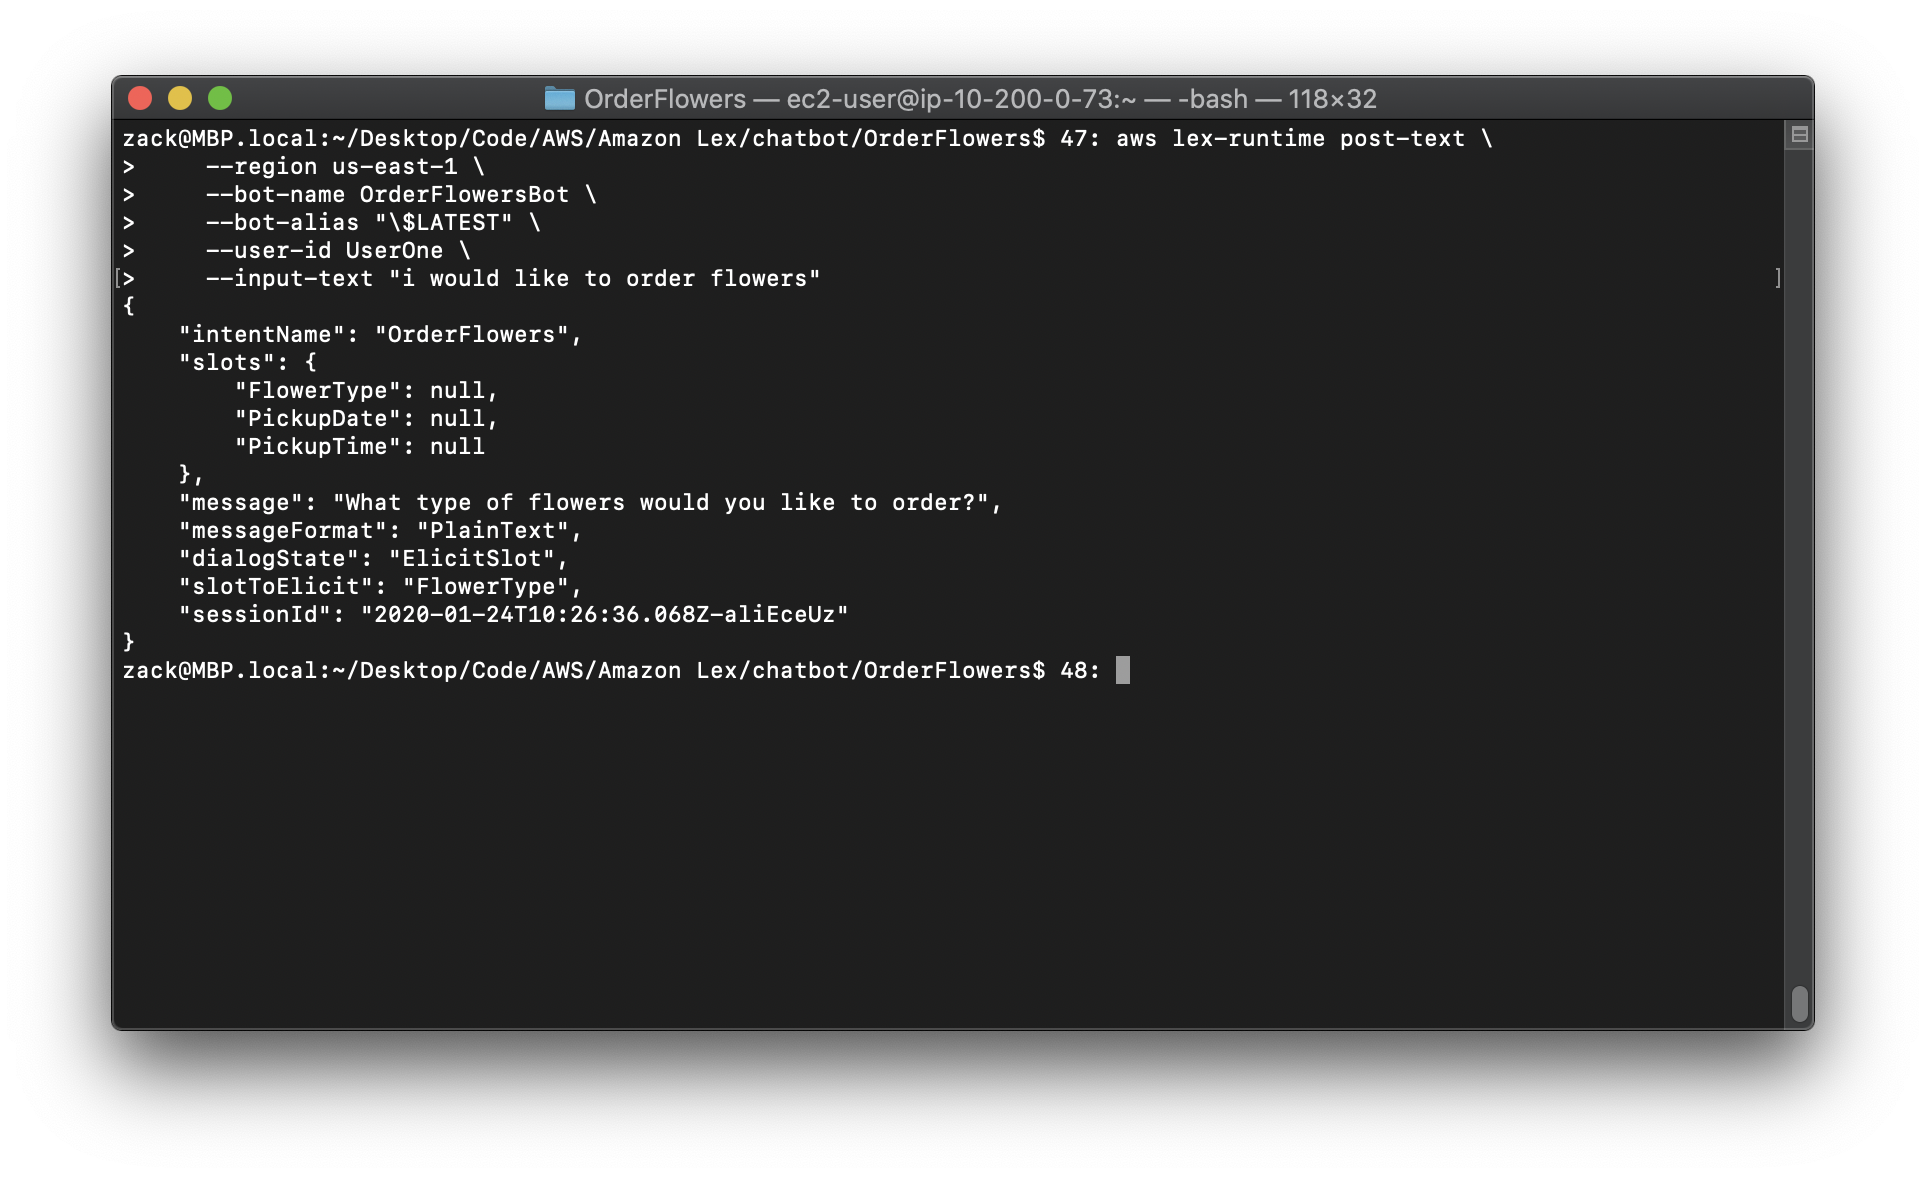 OrderFlowers — ec2-user@ip-10-200-0-73:~ — -bash — 118×32
zack@MBP.local:~/Desktop/Code/AWS/Amazon Lex/chatbot/OrderFlowers$ 47: aws lex-runtime post-text \
>     --region us-east-1 \
>     --bot-name OrderFlowersBot \
>     --bot-alias "\$LATEST" \
>     --user-id UserOne \
[>     --input-text "i would like to order flowers" ]
{
    "intentName": "OrderFlowers",
    "slots": {
        "FlowerType": null,
        "PickupDate": null,
        "PickupTime": null
    },
    "message": "What type of flowers would you like to order?",
    "messageFormat": "PlainText",
    "dialogState": "ElicitSlot",
    "slotToElicit": "FlowerType",
    "sessionId": "2020-01-24T10:26:36.068Z-aliEceUz"
}
zack@MBP.local:~/Desktop/Code/AWS/Amazon Lex/chatbot/OrderFlowers$ 48: